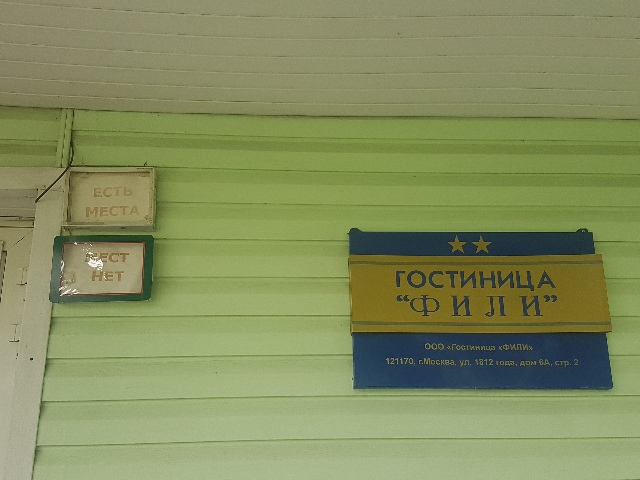 ЕСТЬ
МЕСТА
МЕСТ
НЕТ
ГОСТИНИЦА
"ФИЛИ"
ООО «Гостиница «ФИЛИ»
121170, г.Москва, ул. 1812 года, дом 6А, стр. 2